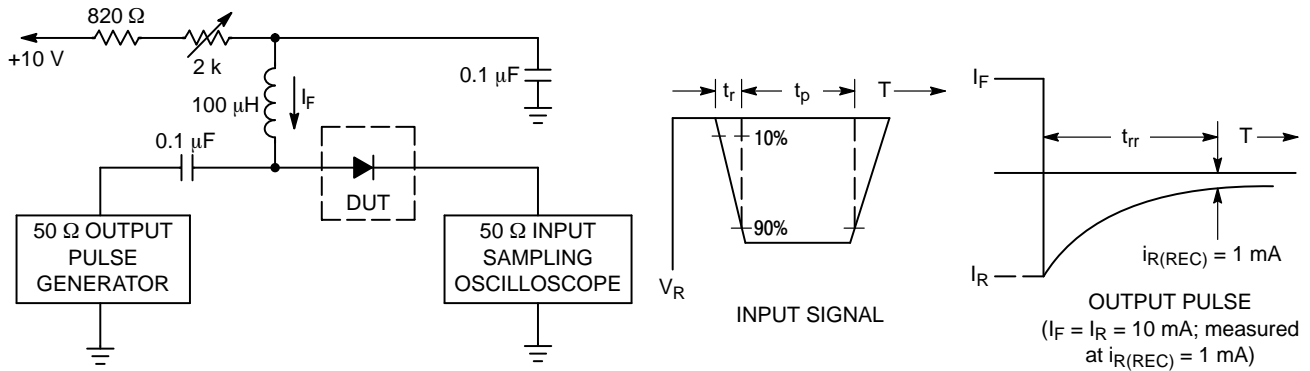 820 Ω
+10 V
2 k
0.1 μF
100 μH
I_F
0.1 μF
DUT
50 Ω OUTPUT
PULSE
GENERATOR
50 Ω INPUT
SAMPLING
OSCILLOSCOPE
t_r
t_p
T
10%
90%
V_R
INPUT SIGNAL
I_F
t_rr
T
i_R(REC) = 1 mA
I_R
OUTPUT PULSE
(I_F = I_R = 10 mA; measured
at i_R(REC) = 1 mA)